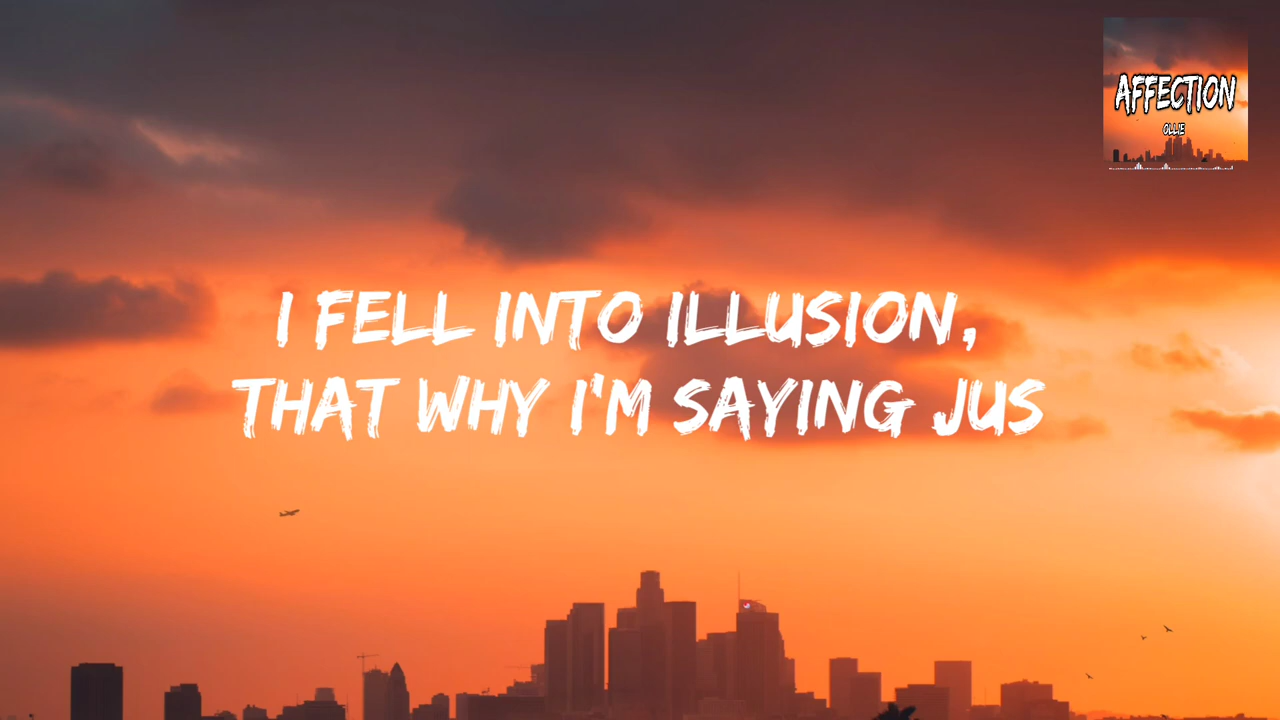 AFFECTION
OLLIE
I FELL INTO ILLUSION,
THAT WHY I'M SAYING JUS